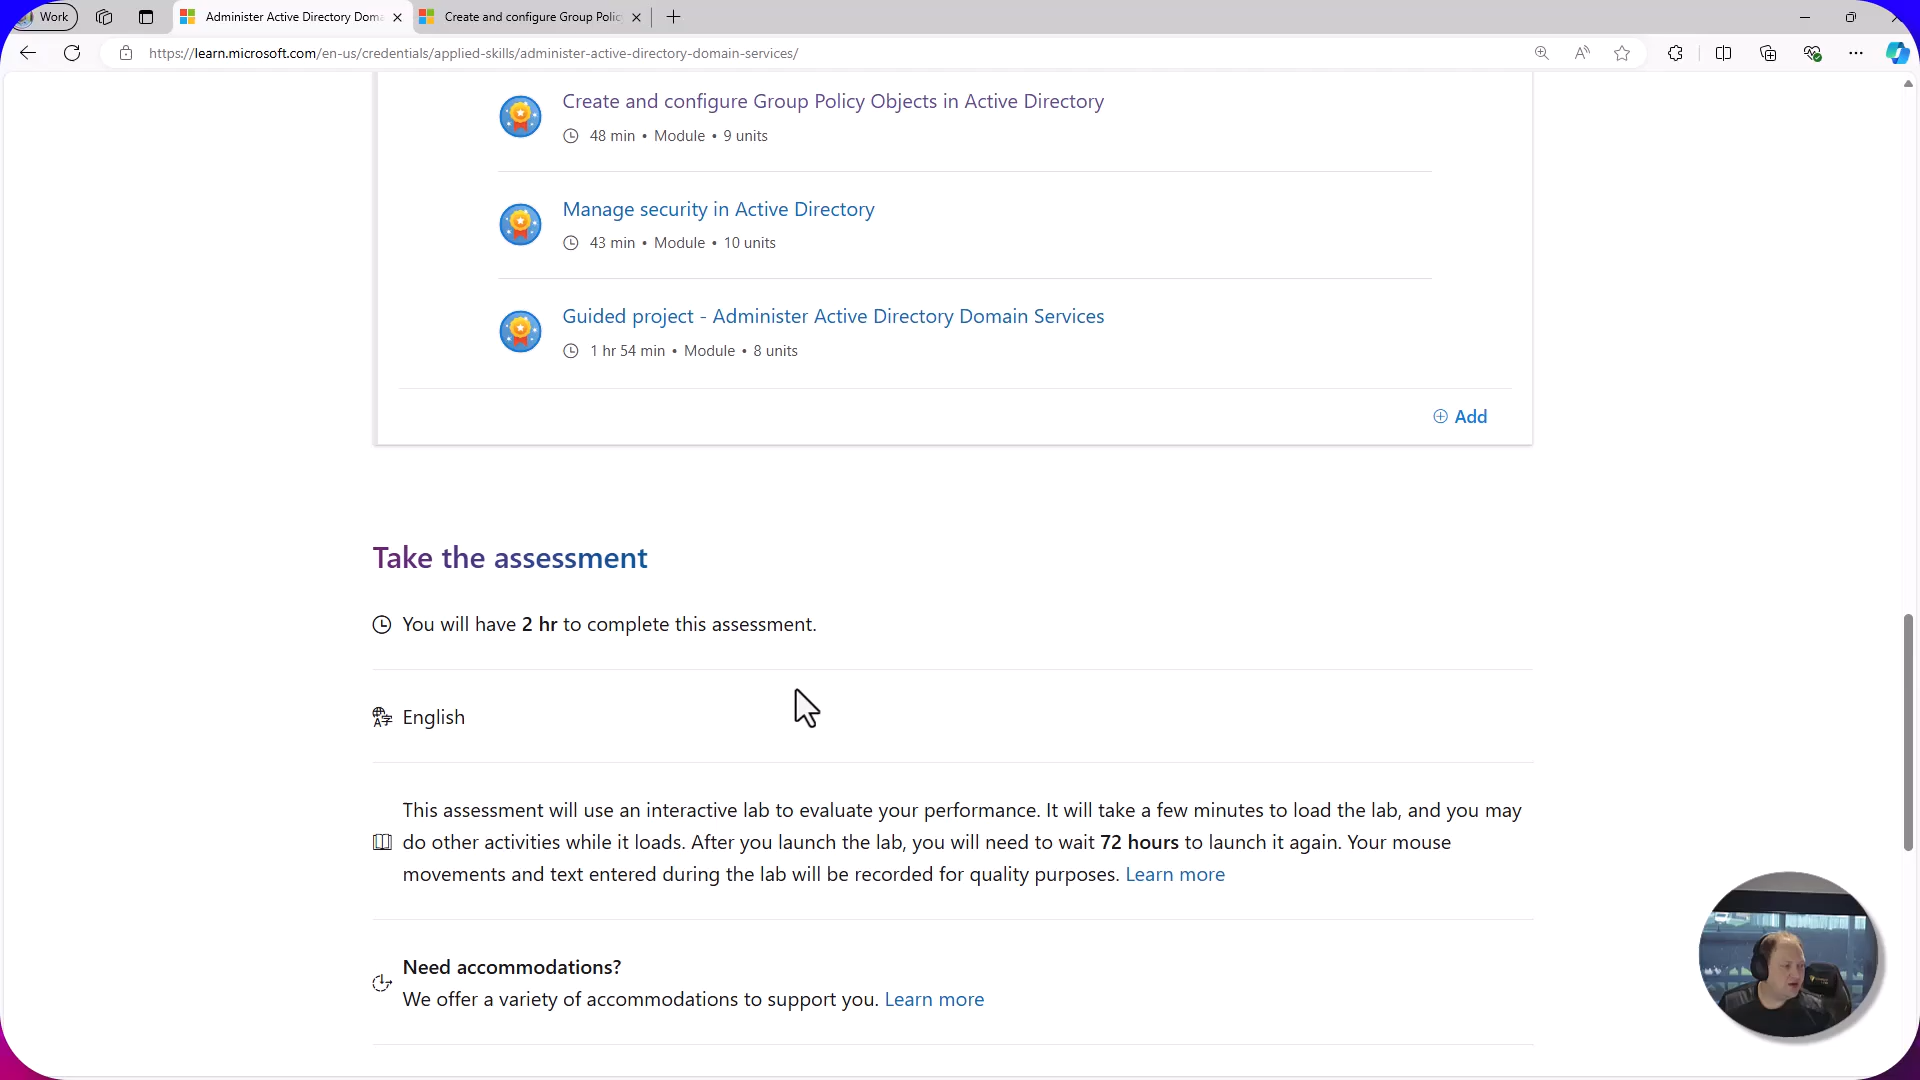 Work
Administer Active Directory Doma
Create and configure Group Polic
https://learn.microsoft.com/en-us/credentials/applied-skills/administer-active-directory-domain-services/
Create and configure Group Policy Objects in Active Directory
48 min • Module • 9 units
Manage security in Active Directory
43 min • Module • 10 units
Guided project - Administer Active Directory Domain Services
1 hr 54 min • Module • 8 units
Add
Take the assessment
You will have 2 hr to complete this assessment.
English
This assessment will use an interactive lab to evaluate your performance. It will take a few minutes to load the lab, and you may
do other activities while it loads. After you launch the lab, you will need to wait 72 hours to launch it again. Your mouse
movements and text entered during the lab will be recorded for quality purposes. Learn more
Need accommodations?
We offer a variety of accommodations to support you. Learn more